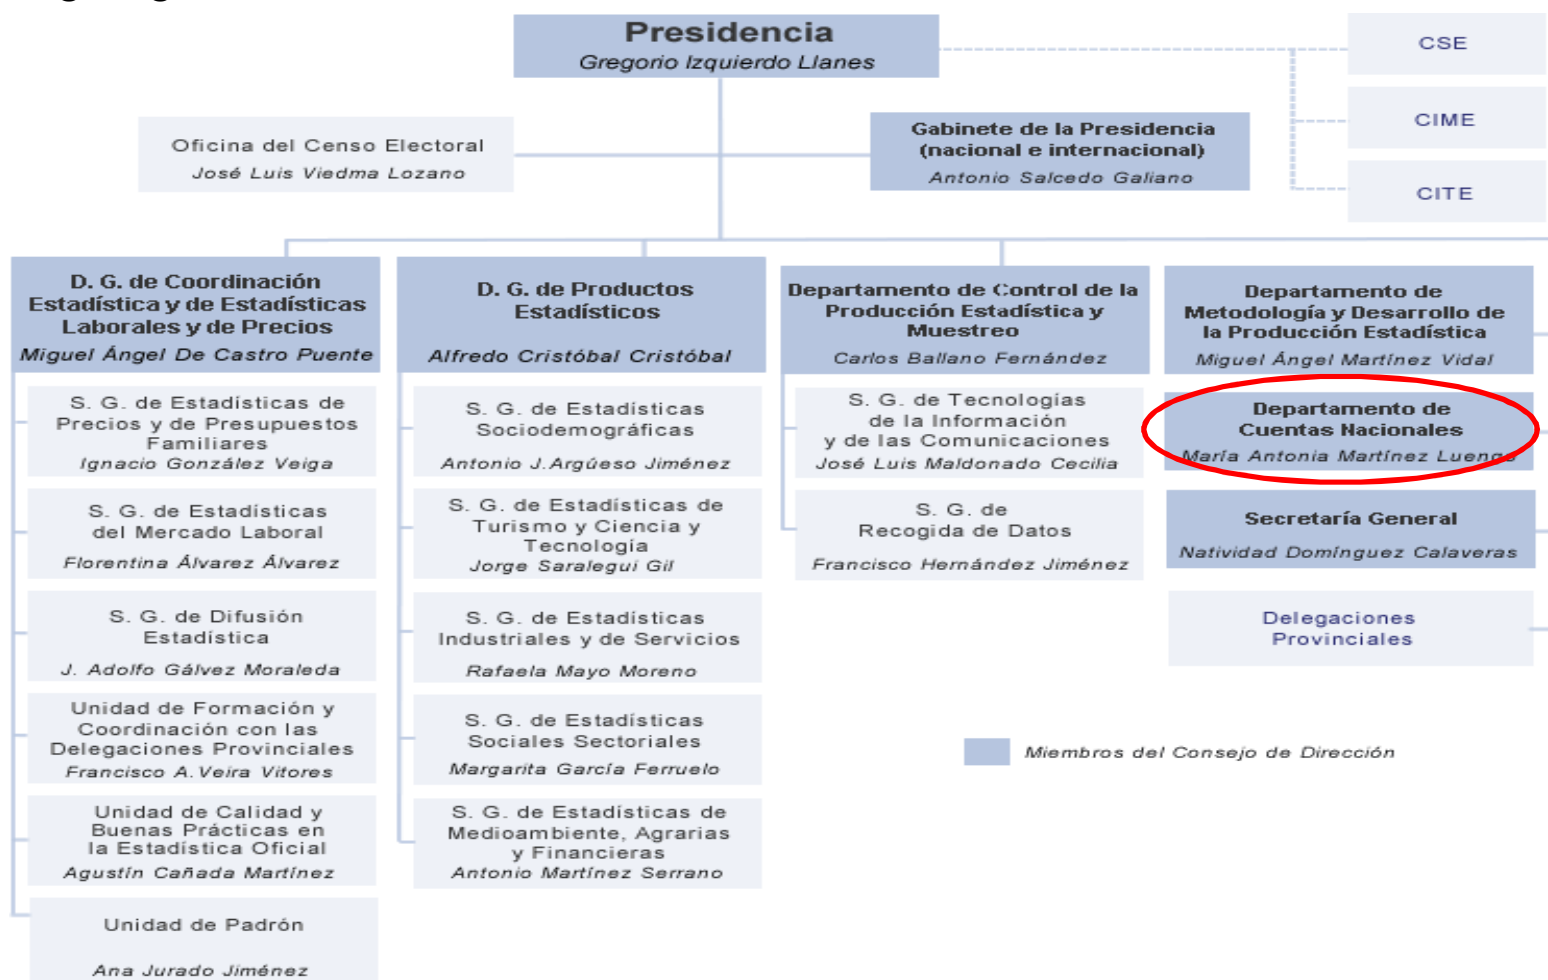 Presidencia
Gregorio Izquierdo Llanes
CSE
CIME
CITE
Oficina del Censo Electoral
José Luis Viedma Lozano
Gabinete de la Presidencia
(nacional e internacional)
Antonio Salcedo Galiano
D. G. de Coordinación
Estadística y de Estadísticas
Laborales y de Precios
Miguel Ángel De Castro Puente
S. G. de Estadísticas de
Precios y de Presupuestos
Familiares
Ignacio González Veiga
S. G. de Estadísticas
del Mercado Laboral
Florentina Álvarez Álvarez
S. G. de Difusión
Estadística
J. Adolfo Gálvez Moraleda
Unidad de Formación y
Coordinación con las
Delegaciones Provinciales
Francisco A. Veira Vitores
Unidad de Calidad y
Buenas Prácticas en
la Estadística Oficial
Agustín Cañada Martínez
Unidad de Padrón
Ana Jurado Jiménez
D. G. de Productos
Estadísticos
Alfredo Cristóbal Cristóbal
S. G. de Estadísticas
Sociodemográficas
Antonio J.Argúeso Jiménez
S. G. de Estadísticas de
Turismo y Ciencia y
Tecnología
Jorge Saralegui Gil
S. G. de Estadísticas
Industriales y de Servicios
Rafaela Mayo Moreno
S. G. de Estadísticas
Sociales Sectoriales
Margarita García Ferruelo
S. G. de Estadísticas de
Medioambiente, Agrarias
y Financieras
Antonio Martínez Serrano
Departamento de Control de la
Producción Estadística y
Muestreo
Carlos Ballano Fernández
S. G. de Tecnologías
de la Información
y de las Comunicaciones
José Luis Maldonado Cecilia
S. G. de
Recogida de Datos
Francisco Hernández Jiménez
Departamento de
Metodología y Desarrollo de
la Producción Estadística
Miguel Ángel Martínez Vidal
Departamento de
Cuentas Nacionales
María Antonia Martínez Luengo
Secretaría General
Natividad Domínguez Calaveras
Delegaciones
Provinciales
Miembros del Consejo de Dirección